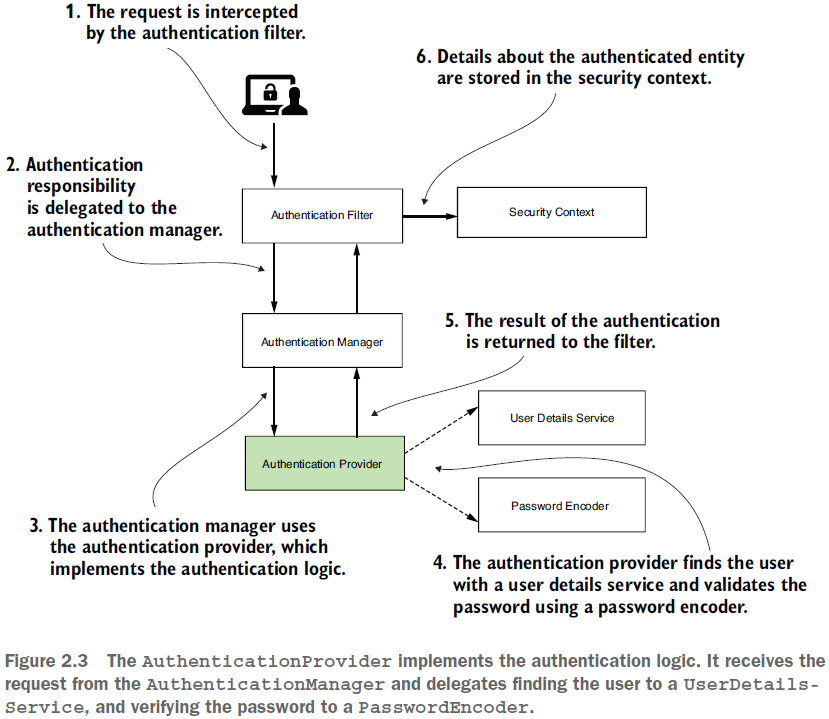 1. The request is intercepted
by the authentication filter.
6. Details about the authenticated entity
are stored in the security context.
2. Authentication
responsibility
is delegated to the
authentication manager.
Authentication Filter
Security Context
Authentication Manager
5. The result of the authentication
is returned to the filter.
User Details Service
Authentication Provider
Password Encoder
3. The authentication manager uses
the authentication provider, which
implements the authentication logic.
4. The authentication provider finds the user
with a user details service and validates the
password using a password encoder.
Figure 2.3 The AuthenticationProvider implements the authentication logic. It receives the
request from the AuthenticationManager and delegates finding the user to a UserDetails-
Service, and verifying the password to a PasswordEncoder.